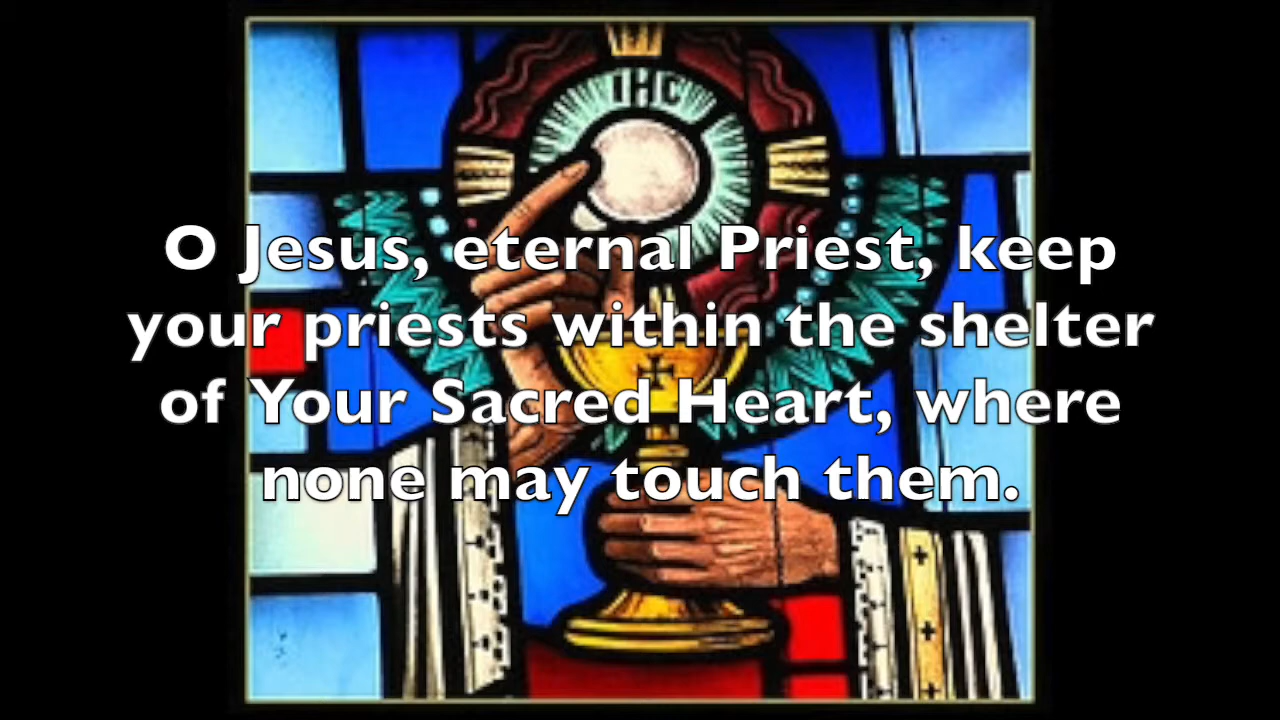 IHC
O Jesus, eternal Priest, keep
your priests within the shelter
of Your Sacred Heart, where
none may touch them.